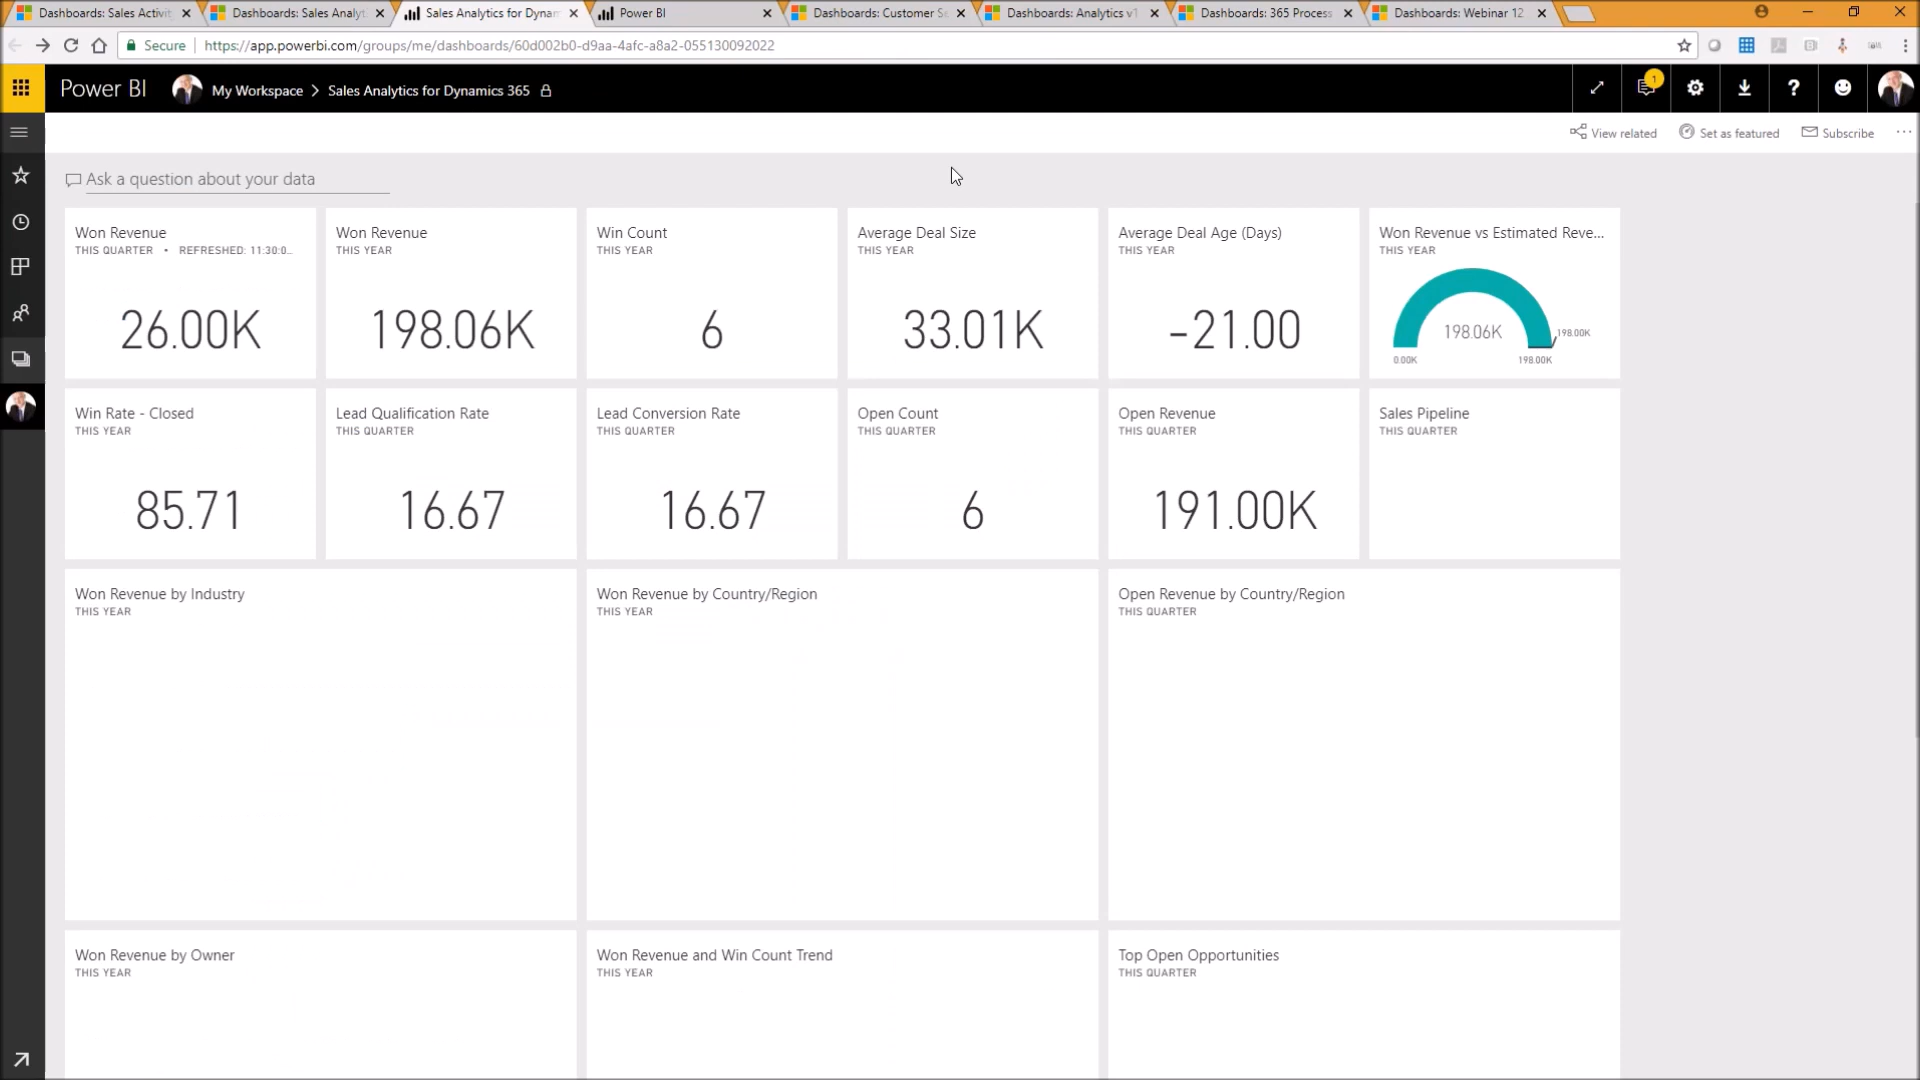 Dashboards: Sales Activit
Dashboards: Sales Analyt
Sales Analytics for Dynam
Power BI
Dashboards: Customer Se
Dashboards: Analytics v1
Dashboards: 365 Process
Dashboards: Webinar 12
Secure
https://app.powerbi.com/groups/me/dashboards/60d002b0-d9aa-4afc-a8a2-055130092022
Power BI
My Workspace > Sales Analytics for Dynamics 365
1
?
View related
Set as featured
Subscribe
...
Ask a question about your data
Won Revenue
THIS QUARTER • REFRESHED: 11:30:0...
26.00K
Won Revenue
THIS YEAR
198.06K
Win Count
THIS YEAR
6
Average Deal Size
THIS YEAR
33.01K
Average Deal Age (Days)
THIS YEAR
-21.00
Won Revenue vs Estimated Reve...
THIS YEAR
198.06K
198.00K
0.00K
198.00K
Win Rate - Closed
THIS YEAR
85.71
Lead Qualification Rate
THIS QUARTER
16.67
Lead Conversion Rate
THIS QUARTER
16.67
Open Count
THIS QUARTER
6
Open Revenue
THIS QUARTER
191.00K
Sales Pipeline
THIS QUARTER
Won Revenue by Industry
THIS YEAR
Won Revenue by Country/Region
THIS YEAR
Open Revenue by Country/Region
THIS QUARTER
Won Revenue by Owner
THIS YEAR
Won Revenue and Win Count Trend
THIS YEAR
Top Open Opportunities
THIS QUARTER